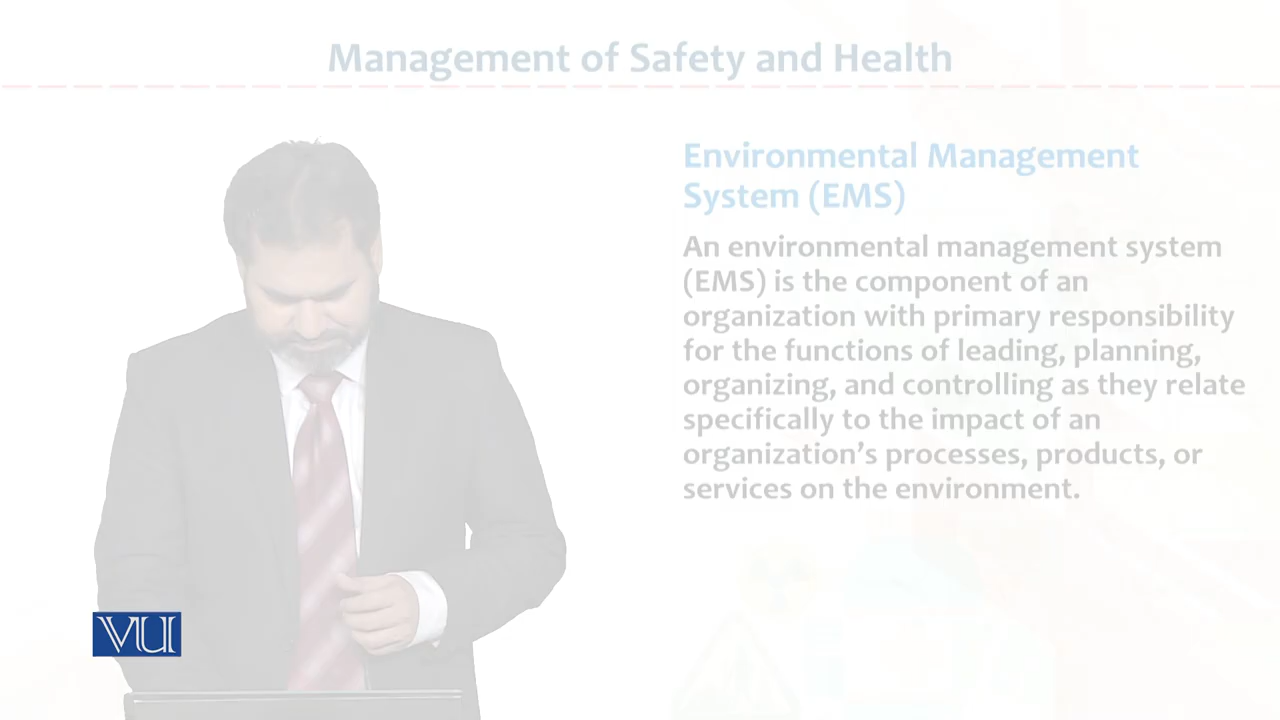 Management of Safety and Health
Environmental Management
System (EMS)
An environmental management system
(EMS) is the component of an
organization with primary responsibility
for the functions of leading, planning,
organizing, and controlling as they relate
specifically to the impact of an
organization’s processes, products, or
services on the environment.
VU